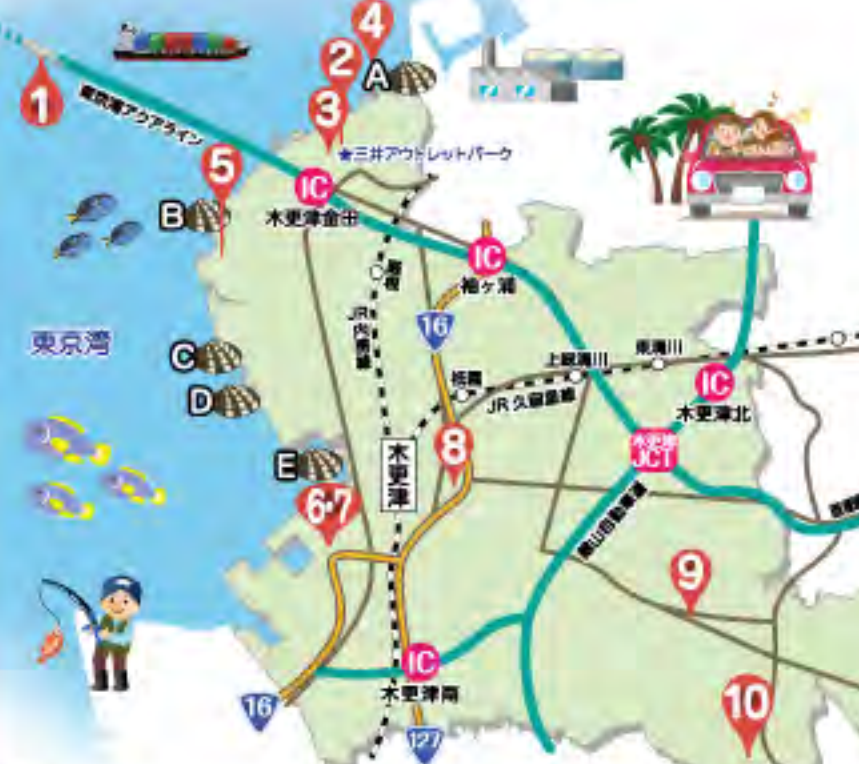 4
2
A
1
3
東京湾アクアライン
★三井アウトレットパーク
5
IC
B
木更津金田
IC
袖ヶ浦
巌根
16
JR内房線
東京湾
C
上総清川
東清川
祇園
IC
D
JR久留里線
木更津北
木更津
JCT
8
木更津
E
6・7
館山自動車道
9
IC
木更津南
10
16
127